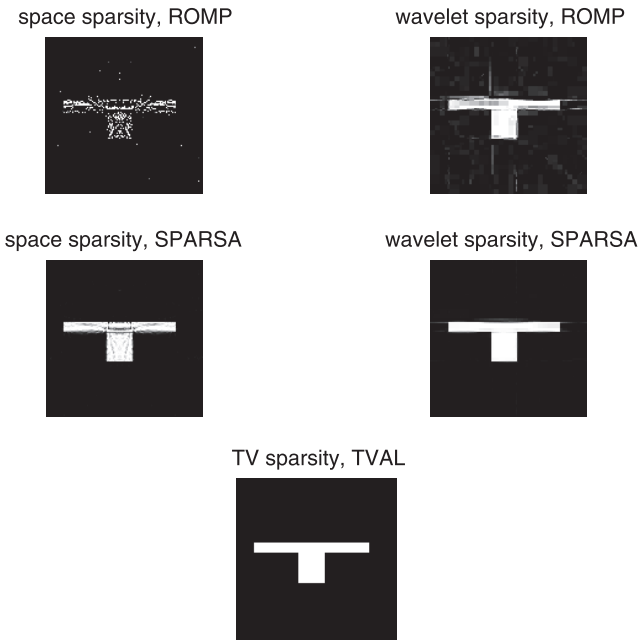 space sparsity, ROMP
wavelet sparsity, ROMP
space sparsity, SPARSA
wavelet sparsity, SPARSA
TV sparsity, TVAL